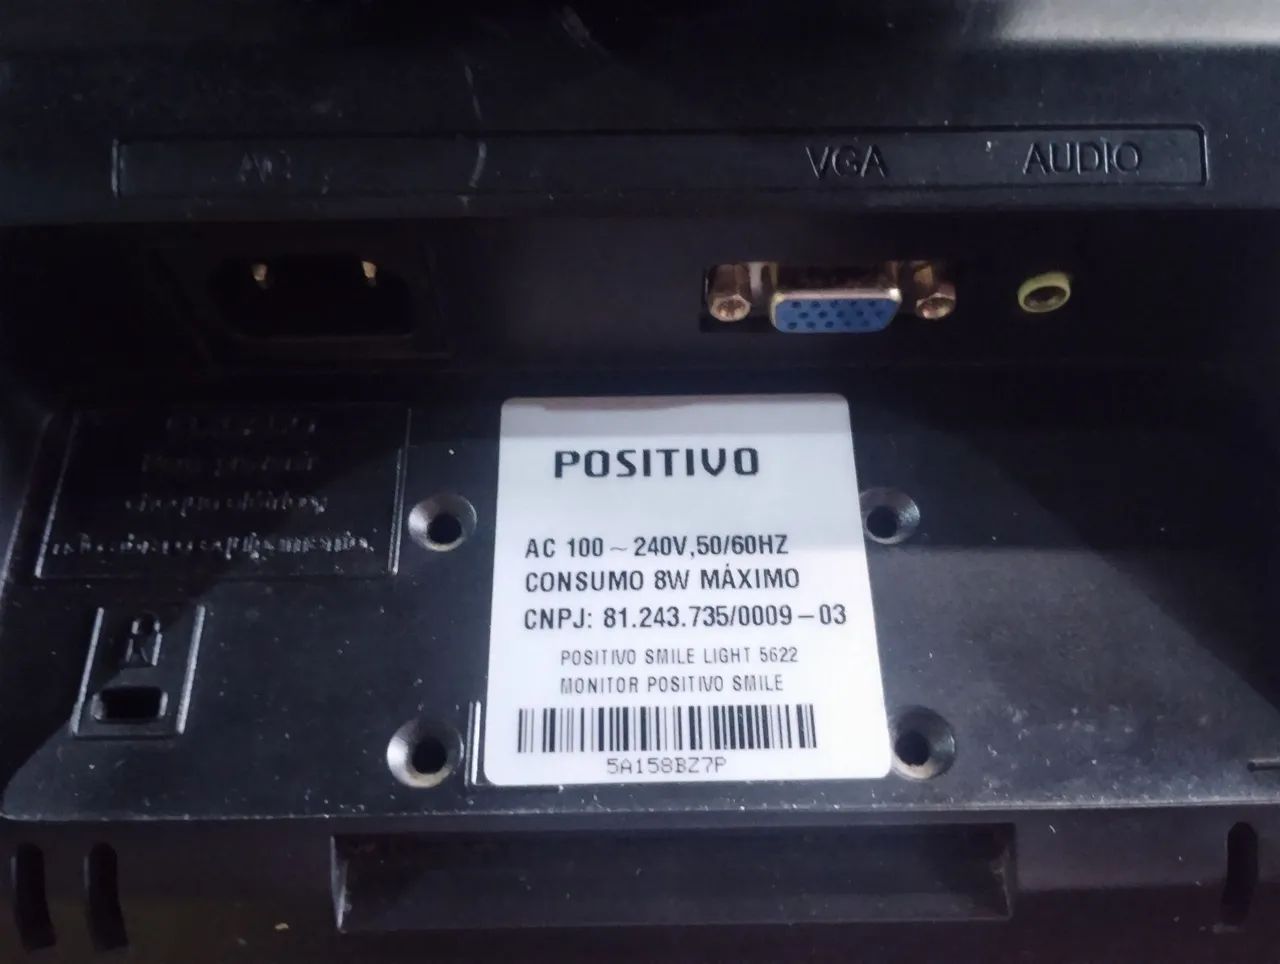 AC
VGA
AUDIO
POSITIVO
AC 100 ~ 240V,50/60HZ
CONSUMO 8W MÁXIMO
CNPJ: 81.243.735/0009-03
POSITIVO SMILE LIGHT 5622
MONITOR POSITIVO SMILE
5A158BZ7P